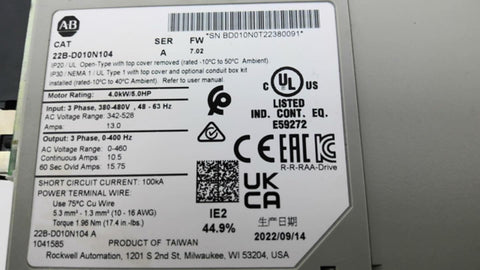 AB
CAT SER FW
22B-D010N104 A 7.02
*SN BD010N0T22380091*
IP20 / UL Open-Type with top cover removed (rated -10°C to 50°C Ambient)
IP30 / NEMA 1 / UL Type 1 with top cover and optional conduit box kit
installed (rated-10°C to 40°C Ambient). Refer to user manual.
Motor Rating: 4.0kW/5.0HP
Input: 3 Phase, 380-480V , 48 - 63 Hz
AC Voltage Range: 342-528
Amps: 13.0
Output: 3 Phase, 0-400 Hz
AC Voltage Range: 0-460
Continuous Amps: 10.5
60 Sec Ovld Amps: 15.75
SHORT CIRCUIT CURRENT: 100kA
POWER TERMINAL WIRE:
Use 75°C Cu Wire
5.3 mm² - 1.3 mm² (10 - 16 AWG)
Torque 1.96 Nm (17.4 in.-lbs.)
22B-D010N104 A
1041585
PRODUCT OF TAIWAN
Rockwell Automation, 1201 S 2nd St, Milwaukee, WI 53204, USA
c UL US
LISTED
IND. CONT. EQ.
E59272
CE EAC KC
R-R-RAA-Drive
UK
CA
IE2
44.9%
生产日期
2022/09/14